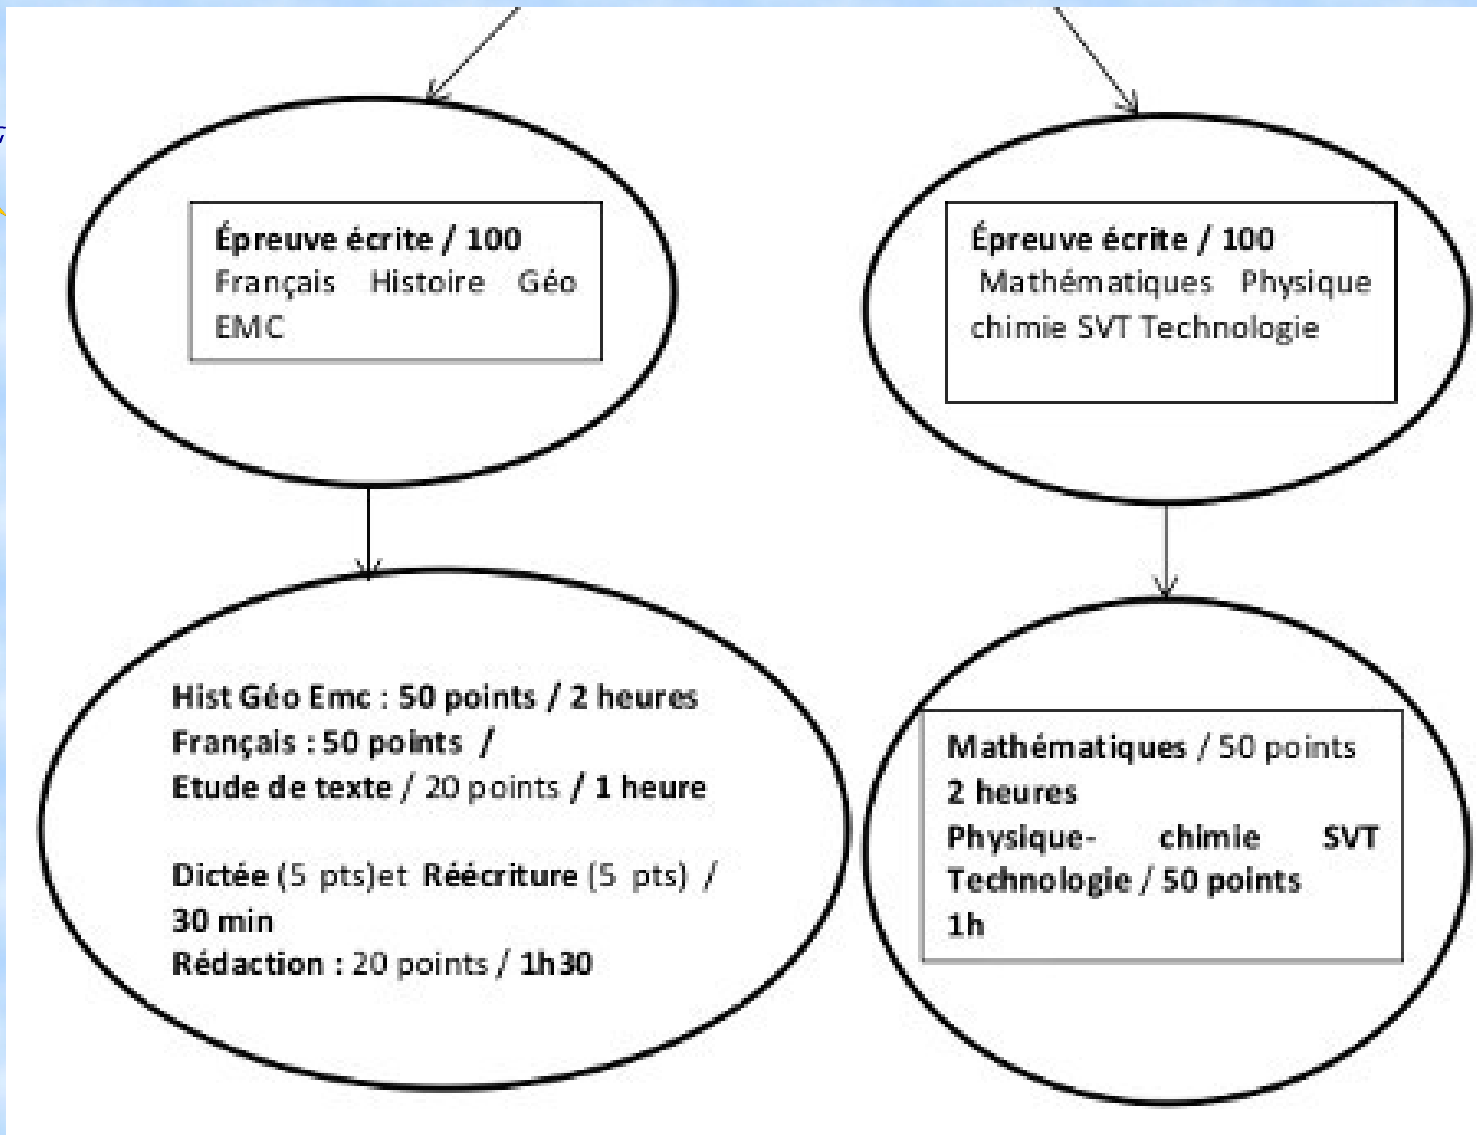 Épreuve écrite / 100
Français Histoire Géo
EMC
Épreuve écrite / 100
Mathématiques Physique
chimie SVT Technologie
Hist Géo Emc : 50 points / 2 heures
Français : 50 points /
Etude de texte / 20 points / 1 heure
Dictée (5 pts)et Réécriture (5 pts) /
30 min
Rédaction : 20 points / 1h30
Mathématiques / 50 points
2 heures
Physique- chimie SVT
Technologie / 50 points
1h